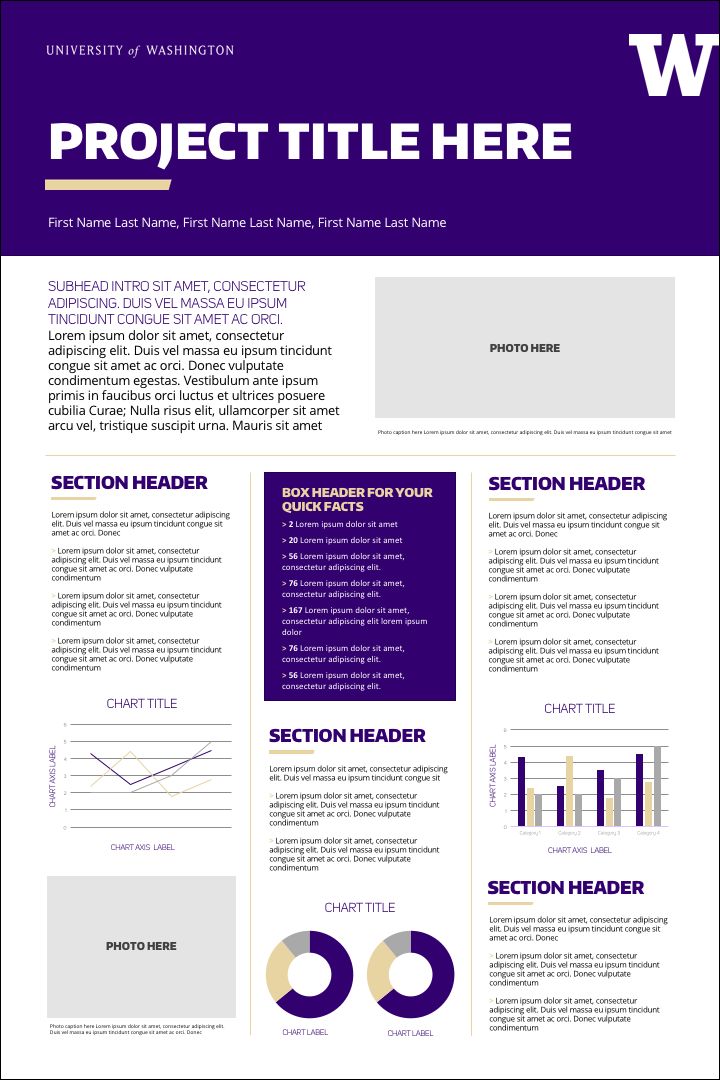 UNIVERSITY of WASHINGTON
W
PROJECT TITLE HERE
First Name Last Name, First Name Last Name, First Name Last Name
SUBHEAD INTRO SIT AMET, CONSECTETUR
ADIPISCING. DUIS VEL MASSA EU IPSUM
TINCIDUNT CONGUE SIT AMET AC ORCI.
Lorem ipsum dolor sit amet, consectetur
adipiscing elit. Duis vel massa eu ipsum tincidunt
congue sit amet ac orci. Donec vulputate
condimentum egestas. Vestibulum ante ipsum
primis in faucibus orci luctus et ultrices posuere
cubilia Curae; Nulla risus elit, ullamcorper sit amet
arcu vel, tristique suscipit urna. Mauris sit amet
PHOTO HERE
Photo caption here Lorem ipsum dolor sit amet, consectetur adipiscing elit. Duis vel massa eu ipsum tincidunt congue sit amet
SECTION HEADER
Lorem ipsum dolor sit amet, consectetur adipiscing
elit. Duis vel massa eu ipsum tincidunt congue sit
amet ac orci. Donec
> Lorem ipsum dolor sit amet, consectetur
adipiscing elit. Duis vel massa eu ipsum tincidunt
congue sit amet ac orci. Donec vulputate
condimentum
> Lorem ipsum dolor sit amet, consectetur
adipiscing elit. Duis vel massa eu ipsum tincidunt
congue sit amet ac orci. Donec vulputate
condimentum
> Lorem ipsum dolor sit amet, consectetur
adipiscing elit. Duis vel massa eu ipsum tincidunt
congue sit amet ac orci. Donec vulputate
condimentum
CHART TITLE
6
5
4
3
2
1
0
CHART AXIS LABEL
CHART AXIS LABEL
PHOTO HERE
Photo caption here Lorem ipsum dolor sit amet, consectetur adipiscing elit.
Duis vel massa eu ipsum tincidunt congue sit amet ac orci. Donec
BOX HEADER FOR YOUR
QUICK FACTS
> 2 Lorem ipsum dolor sit amet
> 20 Lorem ipsum dolor sit amet
> 56 Lorem ipsum dolor sit amet,
consectetur adipiscing elit.
> 76 Lorem ipsum dolor sit amet,
consectetur adipiscing elit.
> 167 Lorem ipsum dolor sit amet,
consectetur adipiscing elit lorem ipsum
dolor
> 76 Lorem ipsum dolor sit amet,
consectetur adipiscing elit.
> 56 Lorem ipsum dolor sit amet,
consectetur adipiscing elit.
SECTION HEADER
Lorem ipsum dolor sit amet, consectetur adipiscing
elit. Duis vel massa eu ipsum tincidunt congue sit
> Lorem ipsum dolor sit amet, consectetur
adipiscing elit. Duis vel massa eu ipsum tincidunt
congue sit amet ac orci. Donec vulputate
condimentum
> Lorem ipsum dolor sit amet, consectetur
adipiscing elit. Duis vel massa eu ipsum tincidunt
congue sit amet ac orci. Donec vulputate
condimentum
CHART TITLE
CHART LABEL
CHART LABEL
SECTION HEADER
Lorem ipsum dolor sit amet, consectetur adipiscing
elit. Duis vel massa eu ipsum tincidunt congue sit
amet ac orci. Donec
> Lorem ipsum dolor sit amet, consectetur
adipiscing elit. Duis vel massa eu ipsum tincidunt
congue sit amet ac orci. Donec vulputate
condimentum
> Lorem ipsum dolor sit amet, consectetur
adipiscing elit. Duis vel massa eu ipsum tincidunt
congue sit amet ac orci. Donec vulputate
condimentum
> Lorem ipsum dolor sit amet, consectetur
adipiscing elit. Duis vel massa eu ipsum tincidunt
congue sit amet ac orci. Donec vulputate
condimentum
CHART TITLE
6
5
4
3
2
1
0
CHART AXIS LABEL
Category 1
Category 2
Category 3
Category 4
CHART AXIS LABEL
SECTION HEADER
Lorem ipsum dolor sit amet, consectetur adipiscing
elit. Duis vel massa eu ipsum tincidunt congue sit
amet ac orci. Donec
> Lorem ipsum dolor sit amet, consectetur
adipiscing elit. Duis vel massa eu ipsum tincidunt
congue sit amet ac orci. Donec vulputate
condimentum
> Lorem ipsum dolor sit amet, consectetur
adipiscing elit. Duis vel massa eu ipsum tincidunt
congue sit amet ac orci. Donec vulputate
condimentum